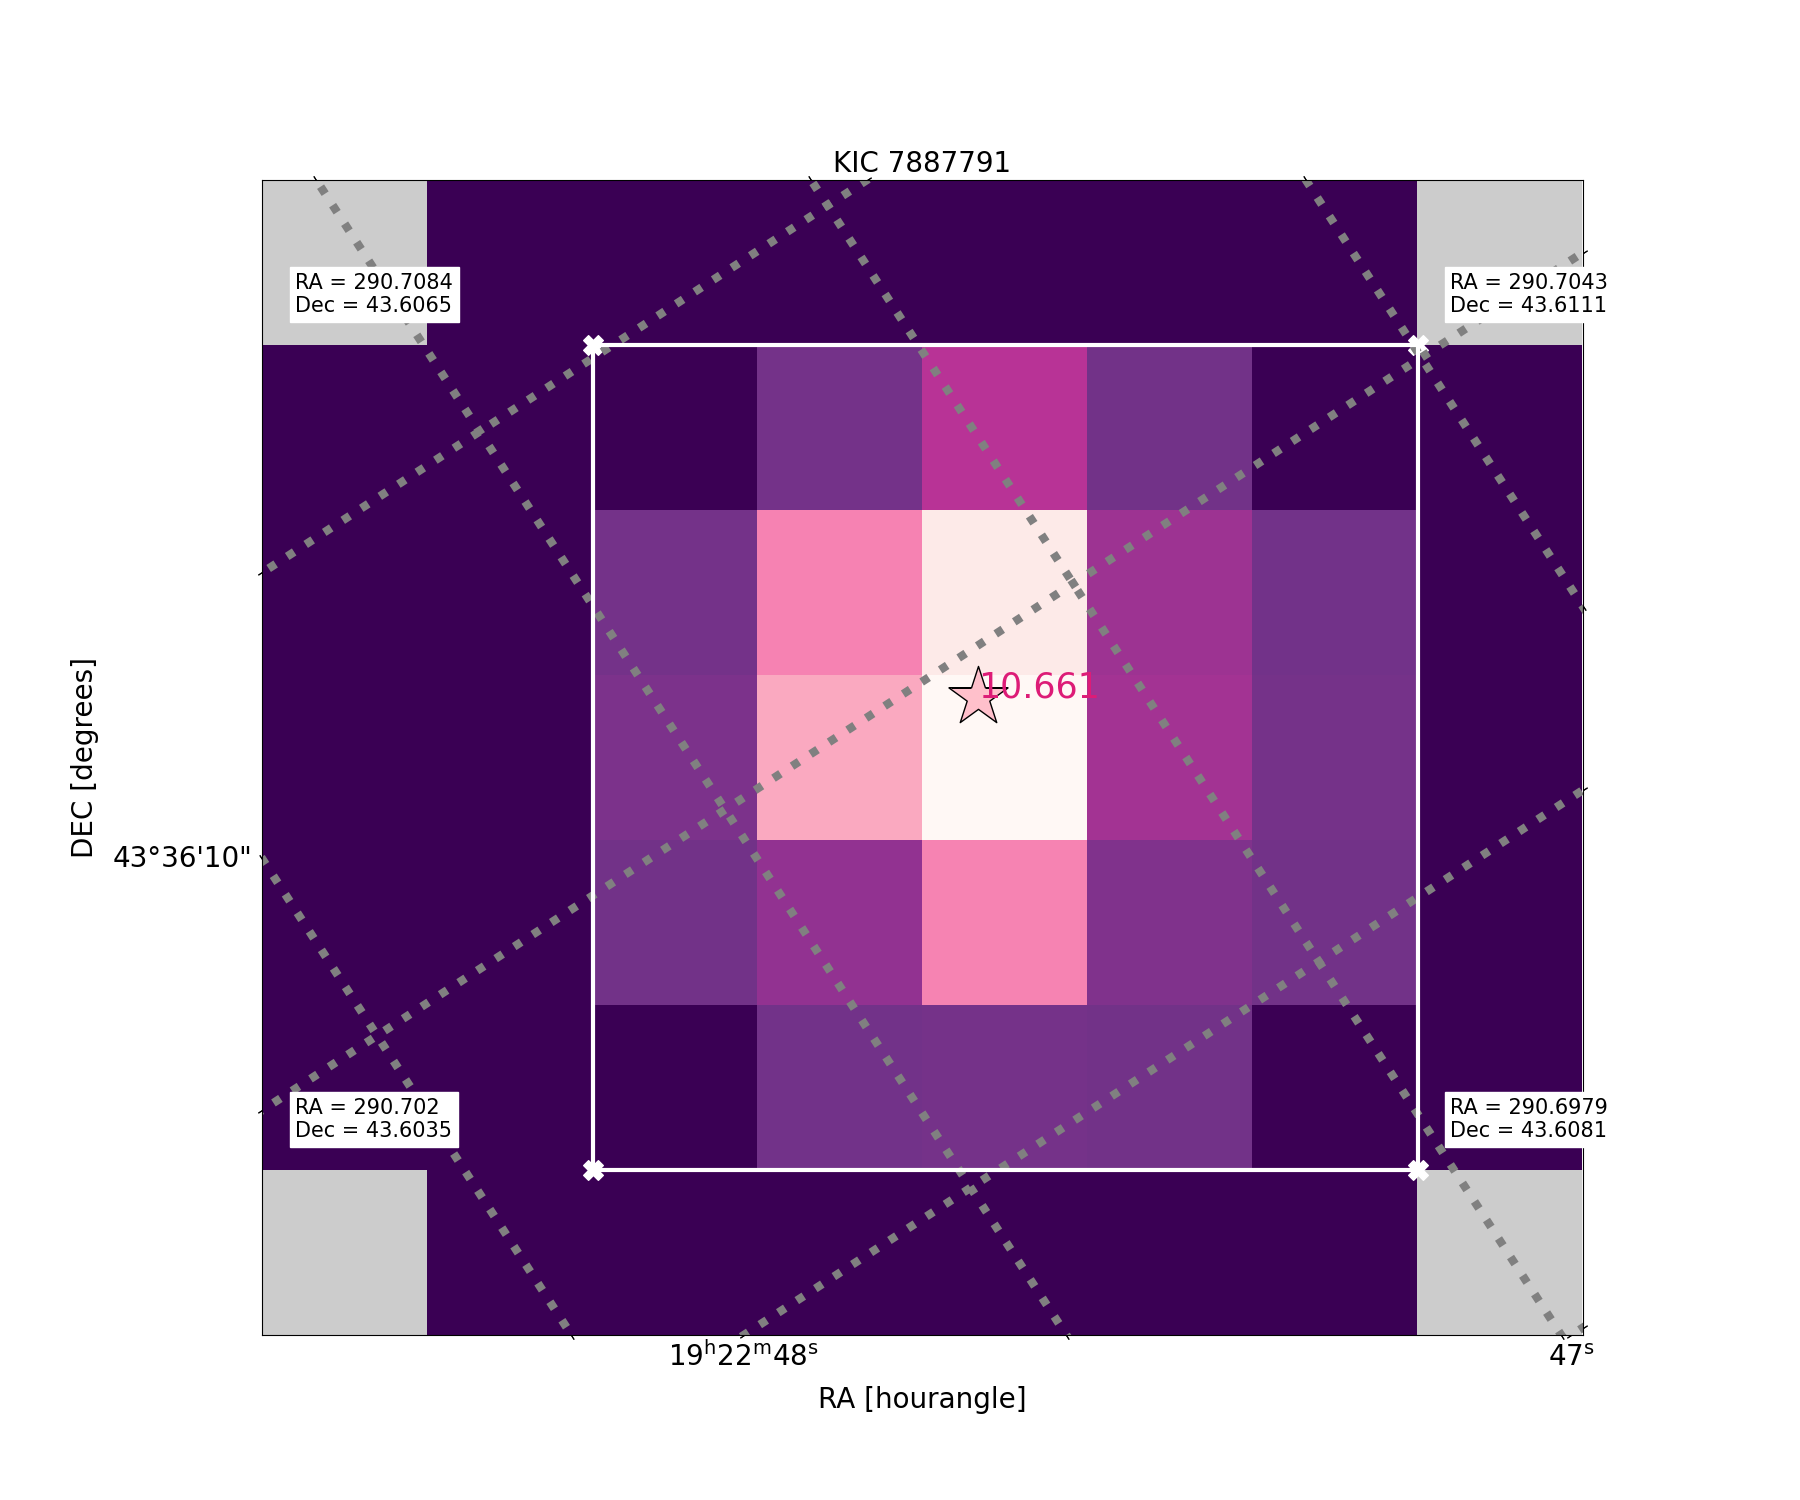 KIC 7887791
RA = 290.7084
Dec = 43.6065
RA = 290.7043
Dec = 43.6111
10.661
DEC [degrees]
43°36'10"
RA = 290.702
Dec = 43.6035
RA = 290.6979
Dec = 43.6081
19h22m48s
47s
RA [hourangle]